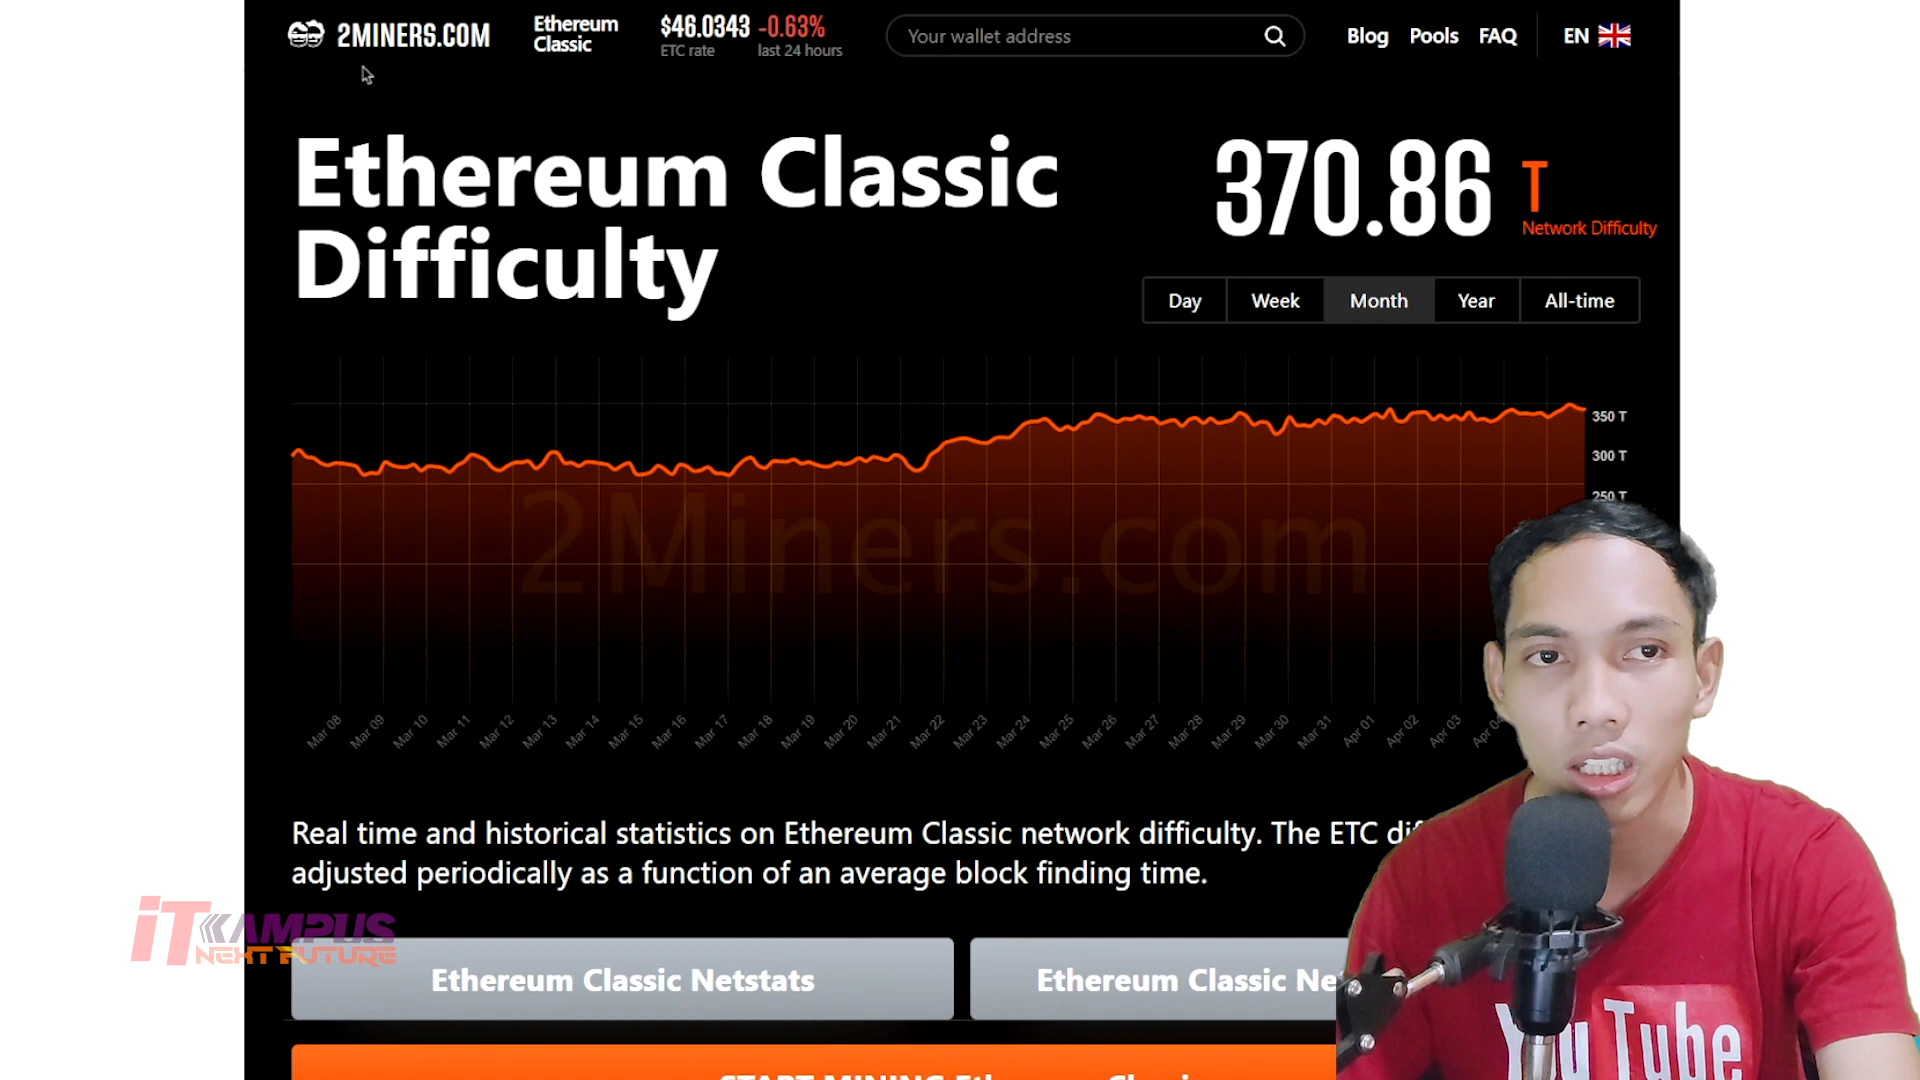 2MINERS.COM
Ethereum Classic
$46.0343 -0.63%
ETC rate last 24 hours
Your wallet address
Blog Pools FAQ EN
Ethereum Classic
Difficulty
370.86 T
Network Difficulty
Day Week Month Year All-time
350 T
300 T
250 T
2Miners.com
Mar 08 Mar 09 Mar 10 Mar 11 Mar 12 Mar 13 Mar 14 Mar 15 Mar 16 Mar 17 Mar 18 Mar 19 Mar 20 Mar 21 Mar 22 Mar 23 Mar 24 Mar 25 Mar 26 Mar 27 Mar 28 Mar 29 Mar 30 Mar 31 Apr 01 Apr 02 Apr 03 Apr 04
Real time and historical statistics on Ethereum Classic network difficulty. The ETC
adjusted periodically as a function of an average block finding time.
iT KAMPUS
NEXT FUTURE
Ethereum Classic Netstats
Ethereum Classic
START MINING
YouTube